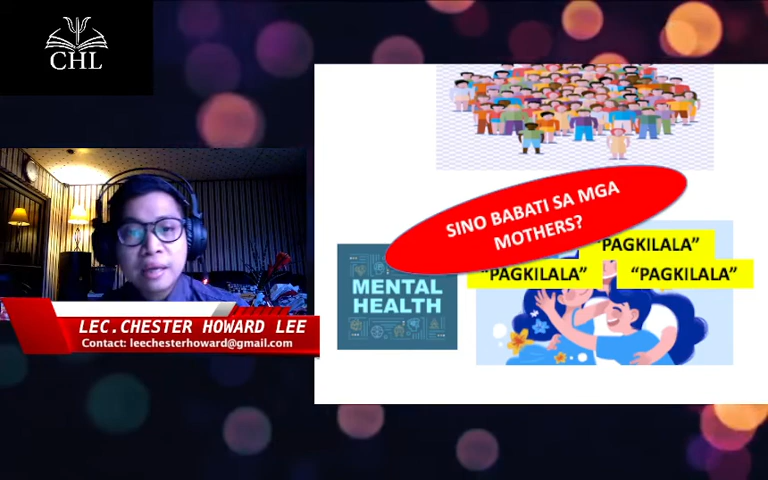 CHL
SINO BABATI SA MGA
MOTHERS?
"PAGKILALA"
"PAGKILALA"
"PAGKILALA"
MENTAL
HEALTH
LEC.CHESTER HOWARD LEE
Contact: leechesterhoward@gmail.com